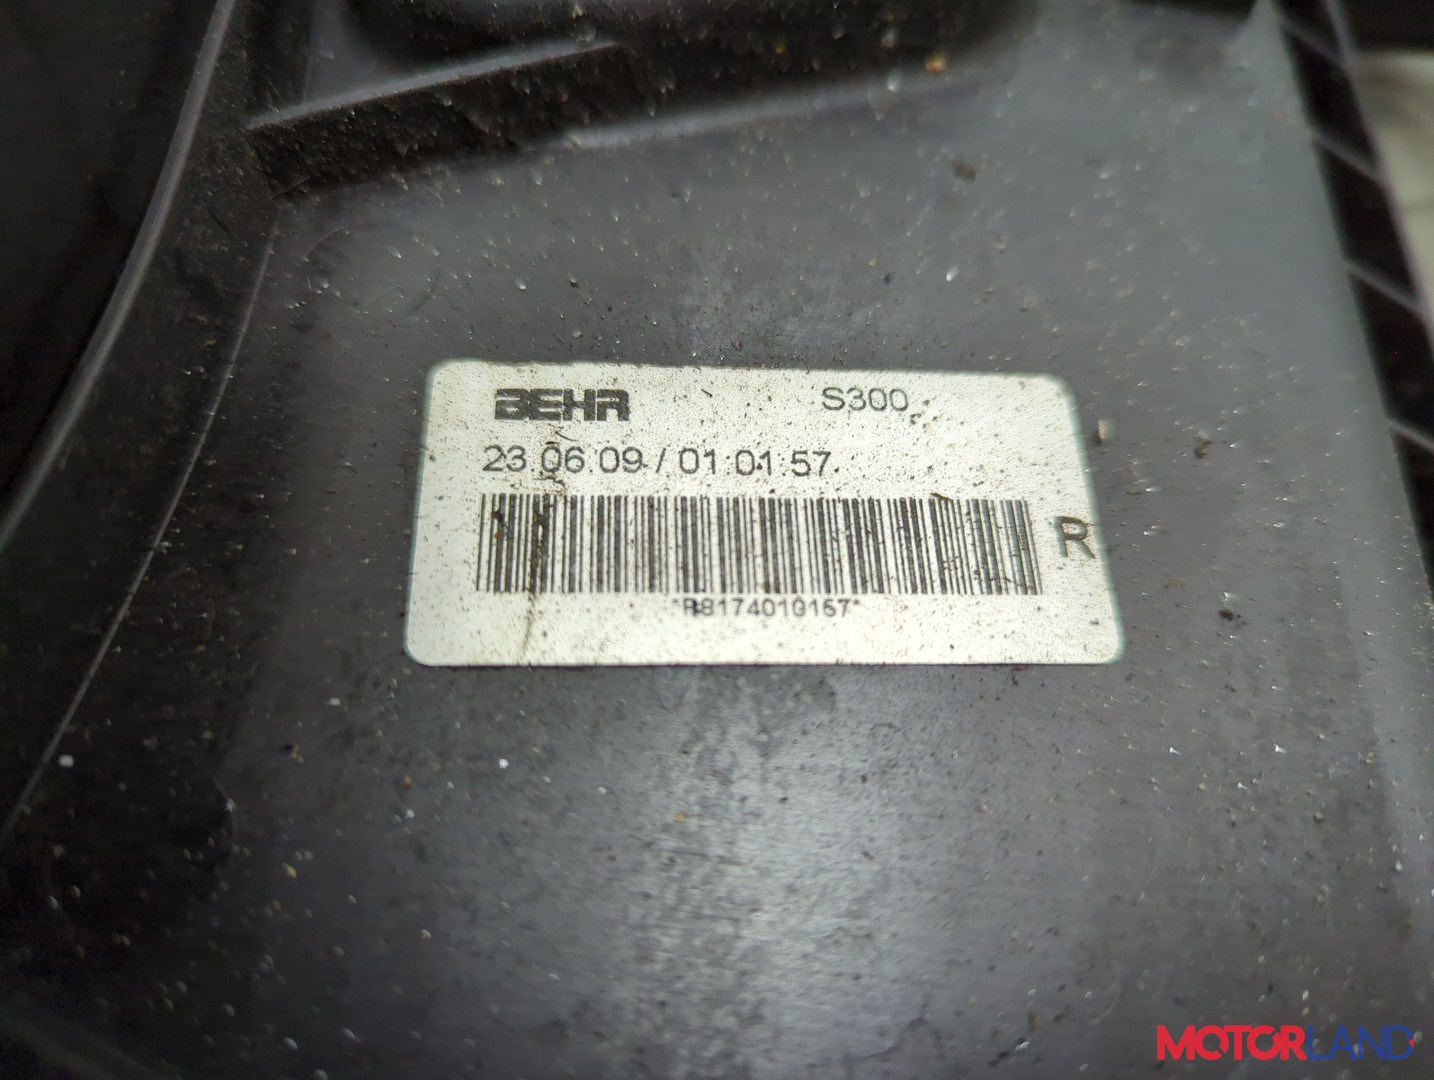 BEHR S300
23.06.09 / 01:01:57
R
*R8174010157*
MOTORLAND